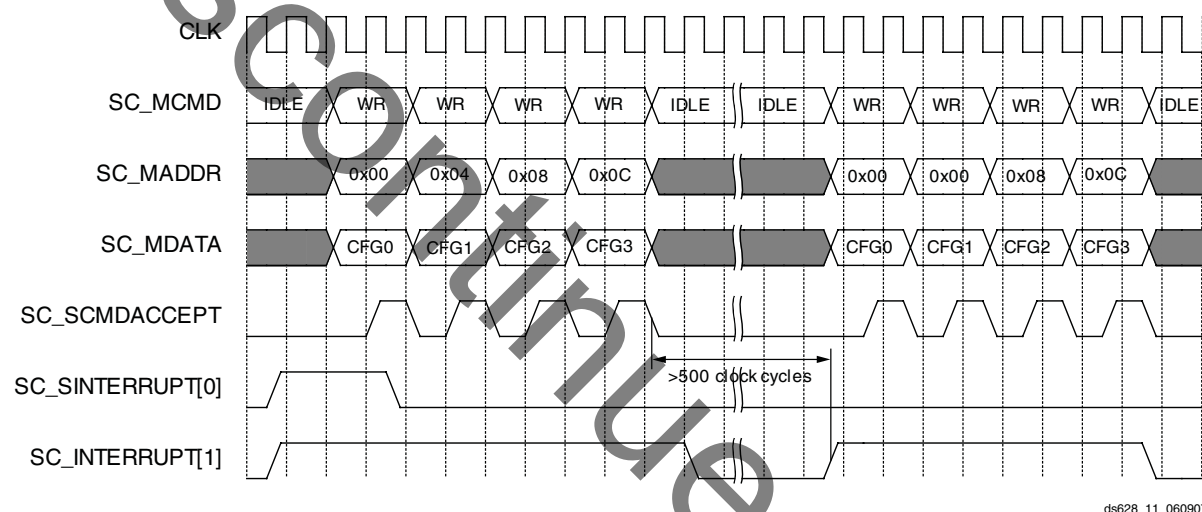 CLK
SC_MCMD IDLE WR WR WR WR IDLE IDLE WR WR WR WR IDLE
SC_MADDR 0x00 0x04 0x08 0x0C 0x00 0x00 0x08 0x0C
SC_MDATA CFG0 CFG1 CFG2 CFG3 CFG0 CFG1 CFG2 CFG3
SC_SCMDACCEPT
>500 clock cycles
SC_SINTERRUPT[0]
SC_INTERRUPT[1]
ds628_11_06090
scontinue